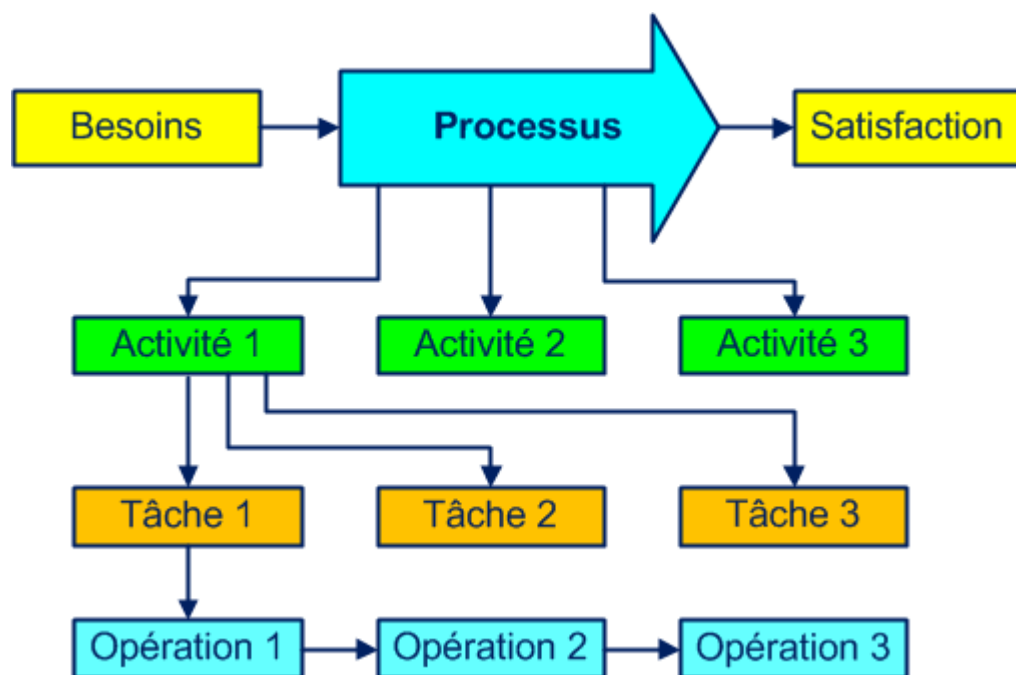 Besoins
Processus
Satisfaction
Activité 1
Activité 2
Activité 3
Tâche 1
Tâche 2
Tâche 3
Opération 1
Opération 2
Opération 3